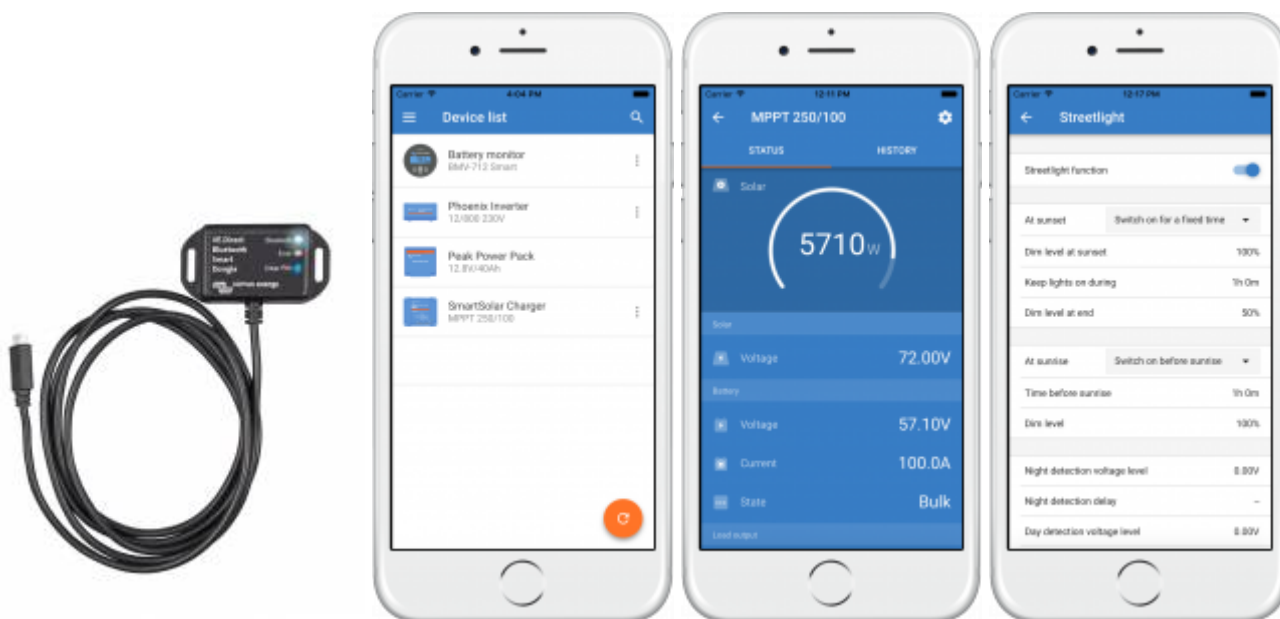 VE.Direct
Bluetooth
Smart
Dongle
victron energy
Carrier 4:04 PM
Device list
Battery monitor
BMV-712 Smart
Phoenix Inverter
12/800 230V
Peak Power Pack
12.8V/40Ah
SmartSolar Charger
MPPT 250/100
Carrier 12:11 PM
MPPT 250/100
STATUS HISTORY
Solar
5710W
Solar
Voltage 72.00V
Battery
Voltage 57.10V
Current 100.0A
State Bulk
Load output
Carrier 12:17 PM
Streetlight
Streetlight function
At sunset Switch on for a fixed time
Dim level at sunset 100%
Keep lights on during 1h 0m
Dim level at end 50%
At sunrise Switch on before sunrise
Time before sunrise 1h 0m
Dim level 100%
Night detection voltage level 0.00V
Night detection delay --
Day detection voltage level 0.00V